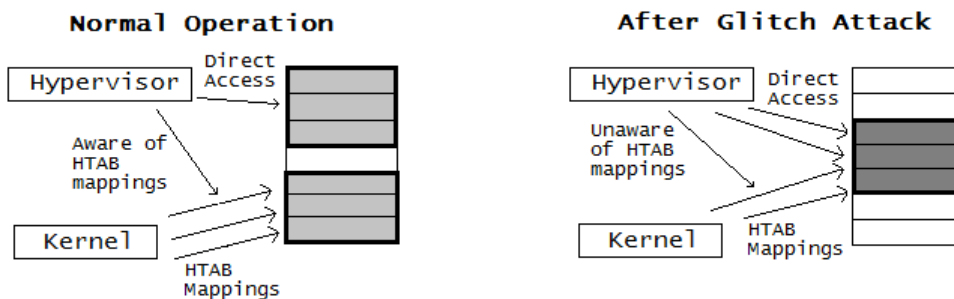 Normal Operation
Direct
Access
Hypervisor
Aware of
HTAB
mappings
Kernel
HTAB
Mappings
After Glitch Attack
Hypervisor
Direct
Access
Unaware
of HTAB
mappings
Kernel
HTAB
Mappings